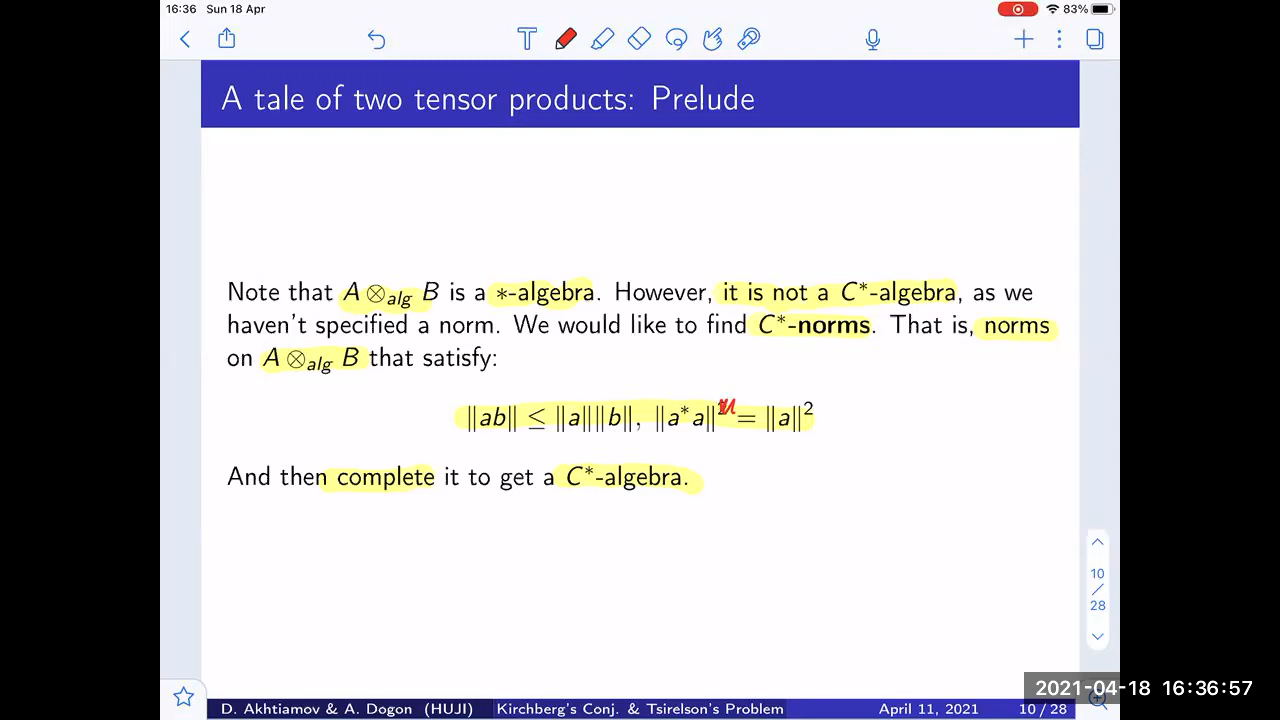 16:36 Sun 18 Apr 83%
A tale of two tensor products: Prelude
Note that A ⊗alg B is a *-algebra. However, it is not a C*-algebra, as we
haven't specified a norm. We would like to find C*-norms. That is, norms
on A ⊗alg B that satisfy:
‖ab‖ ≤ ‖a‖‖b‖, ‖a*a‖ = ‖a‖²
And then complete it to get a C*-algebra.
10
/
28
D. Akhtiamov & A. Dogon (HUJI) Kirchberg's Conj. & Tsirelson's Problem April 11, 2021 10 / 28
2021-04-18 16:36:57